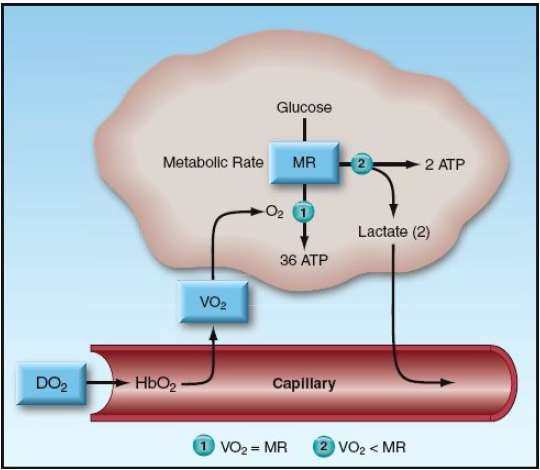 Glucose
Metabolic Rate MR 2 2 ATP
O₂ 1
Lactate (2)
36 ATP
VO₂
DO₂ HbO₂ Capillary
1 VO₂ = MR 2 VO₂ < MR